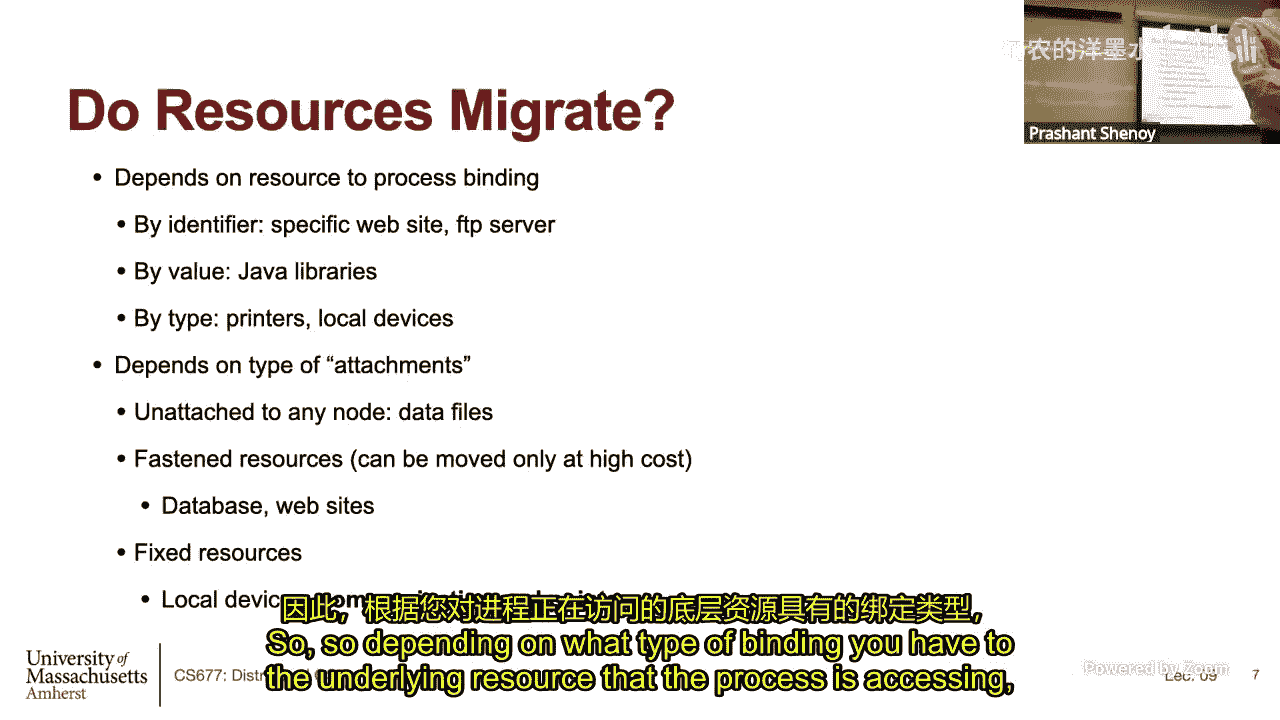 农的洋墨水
Prashant Shenoy
Do Resources Migrate?
• Depends on resource to process binding
• By identifier: specific web site, ftp server
• By value: Java libraries
• By type: printers, local devices
• Depends on type of “attachments”
• Unattached to any node: data files
• Fastened resources (can be moved only at high cost)
• Database, web sites
• Fixed resources
• Local
因此，根据您对进程正在访问的底层资源具有的绑定类型，
So, so depending on what type of binding you have to
the underlying resource that the process is accessing,
University of
Massachusetts
Amherst
CS677:
Powered by Zoom
Lec. 09
7